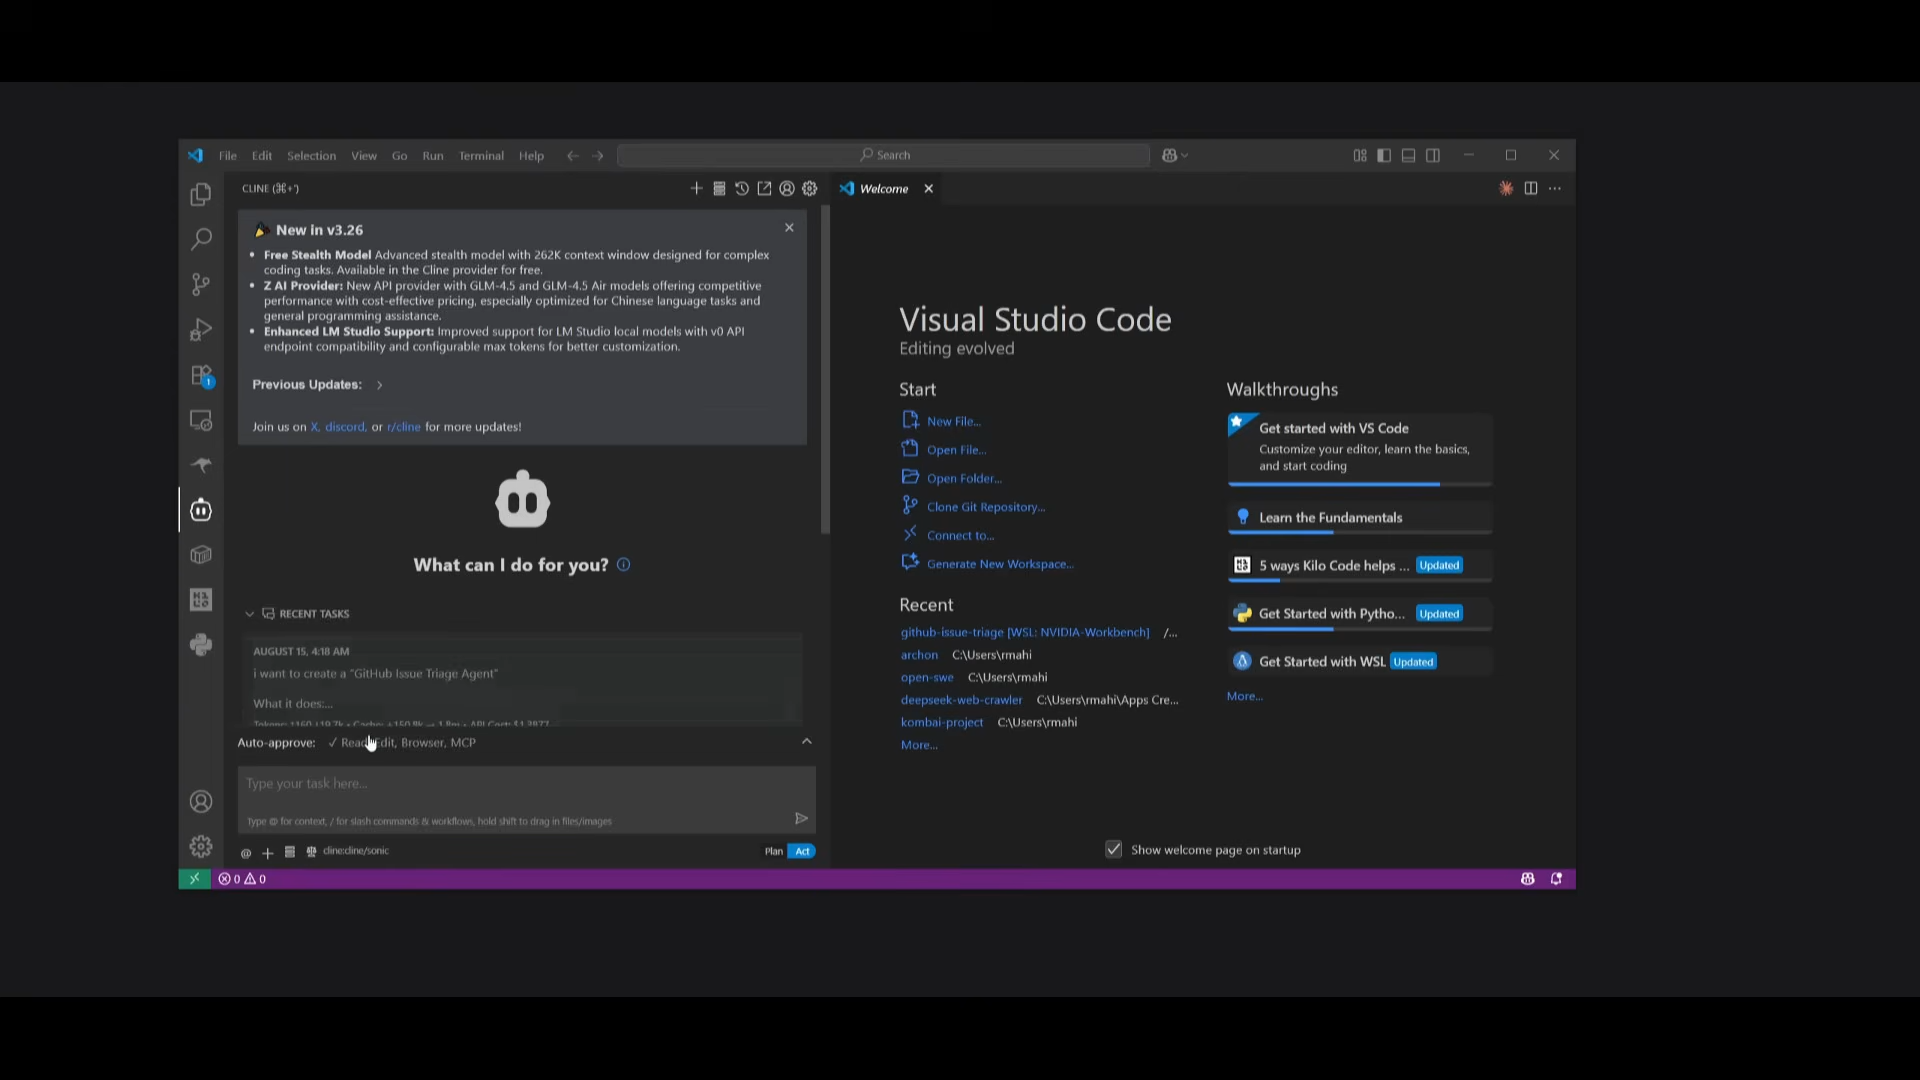 File Edit Selection View Go Run Terminal Help
Search
CLINE (⌘+')
Welcome
New in v3.26
• Free Stealth Model Advanced stealth model with 262K context window designed for complex
coding tasks. Available in the Cline provider for free.
• Z AI Provider: New API provider with GLM-4.5 and GLM-4.5 Air models offering competitive
performance with cost-effective pricing, especially optimized for Chinese language tasks and
general programming assistance.
• Enhanced LM Studio Support: Improved support for LM Studio local models with v0 API
endpoint compatibility and configurable max tokens for better customization.
Previous Updates:
Join us on X, discord, or r/cline for more updates!
1
What can I do for you?
RECENT TASKS
AUGUST 15, 4:18 AM
i want to create a "GitHub Issue Triage Agent"
What it does:...
Auto-approve: ✓ Read, Edit, Browser, MCP
Type your task here...
Type @ for context, / for slash commands & workflows, hold shift to drag in files/images
@ cline:cline/sonic
Plan Act
Visual Studio Code
Editing evolved
Start
New File...
Open File...
Open Folder...
Clone Git Repository...
Connect to...
Generate New Workspace...
Recent
github-issue-triage [WSL: NVIDIA-Workbench] /...
archon C:\Users\rmahi
open-swe C:\Users\rmahi
deepseek-web-crawler C:\Users\rmahi\Apps Cre...
kombai-project C:\Users\rmahi
More...
Walkthroughs
Get started with VS Code
Customize your editor, learn the basics,
and start coding
Learn the Fundamentals
5 ways Kilo Code helps ... Updated
Get Started with Pytho... Updated
Get Started with WSL Updated
More...
Show welcome page on startup
0 0